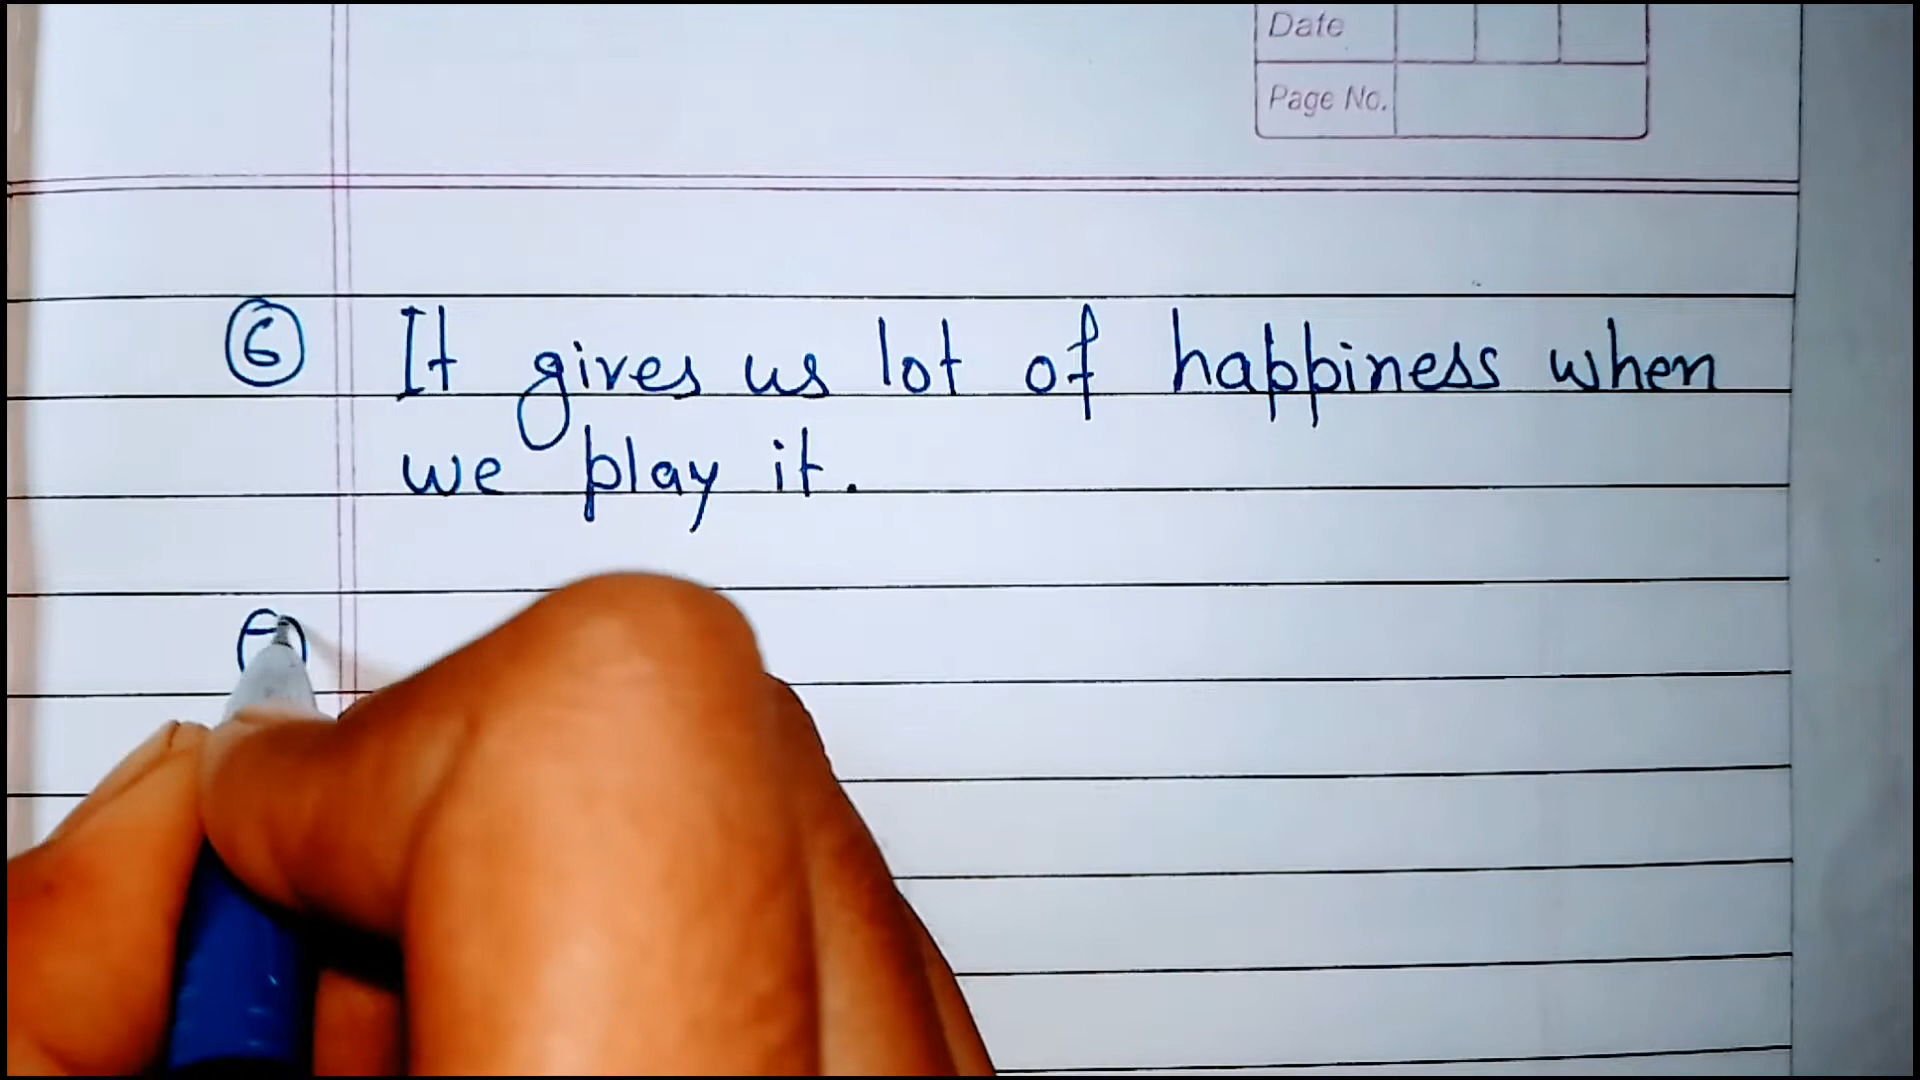 Date
Page No.
⑥ It gives us lot of happiness when
we play it.